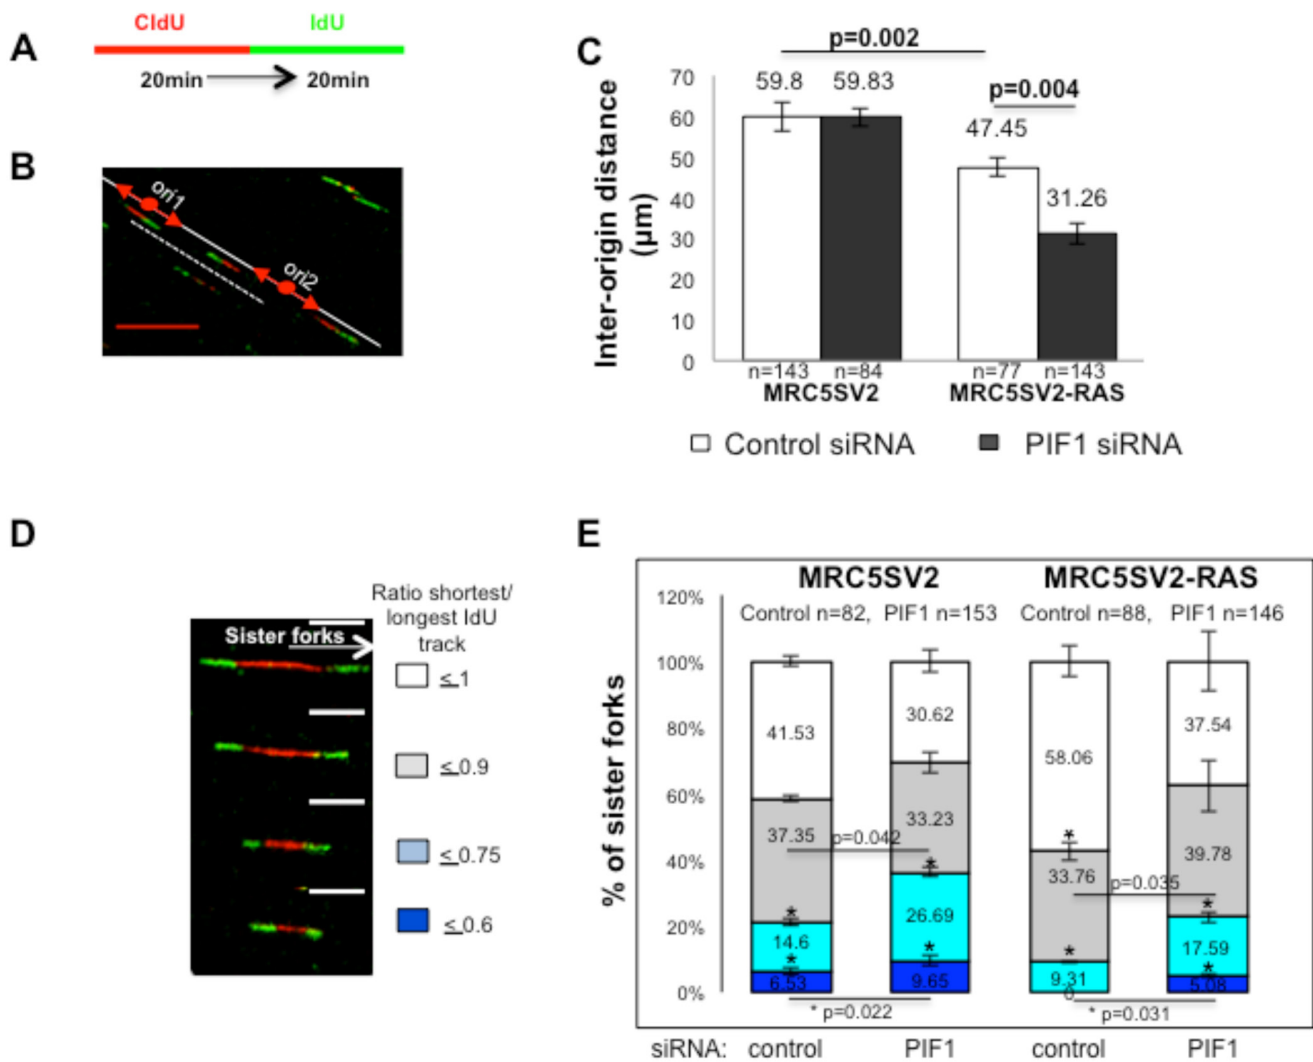 A
CldU
IdU
20min
20min
B
ori1
ori2
C
p=0.002
p=0.004
59.8
59.83
47.45
31.26
Inter-origin distance
(μm)
70
60
50
40
30
20
10
0
n=143
n=84
n=77
n=143
MRC5SV2
MRC5SV2-RAS
Control siRNA
PIF1 siRNA
D
Sister forks
Ratio shortest/
longest IdU
track
≤ 1
≤ 0.9
≤ 0.75
≤ 0.6
E
MRC5SV2
MRC5SV2-RAS
Control n=82, PIF1 n=153
Control n=88, PIF1 n=146
% of sister forks
120%
100%
80%
60%
40%
20%
0%
41.53
37.35
14.6
6.53
30.62
33.23
26.69
9.65
58.06
33.76
9.31
0
37.54
39.78
17.59
5.08
p=0.042
p=0.035
* * * * * * * *
* p=0.022
* p=0.031
siRNA: control PIF1 control PIF1